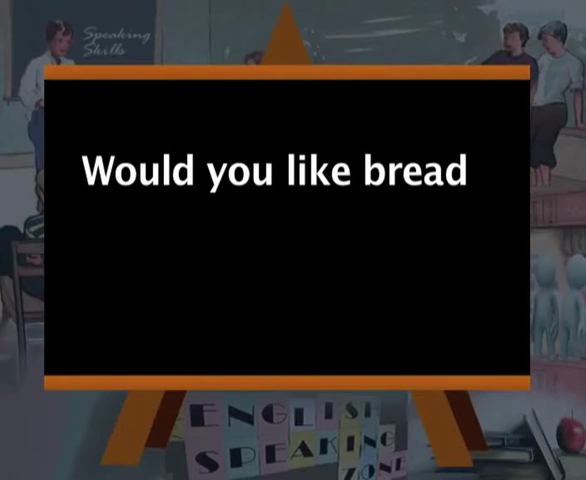 Speaking
Skills
Would you like bread
ENGLISH
SPEAKING
ZONE